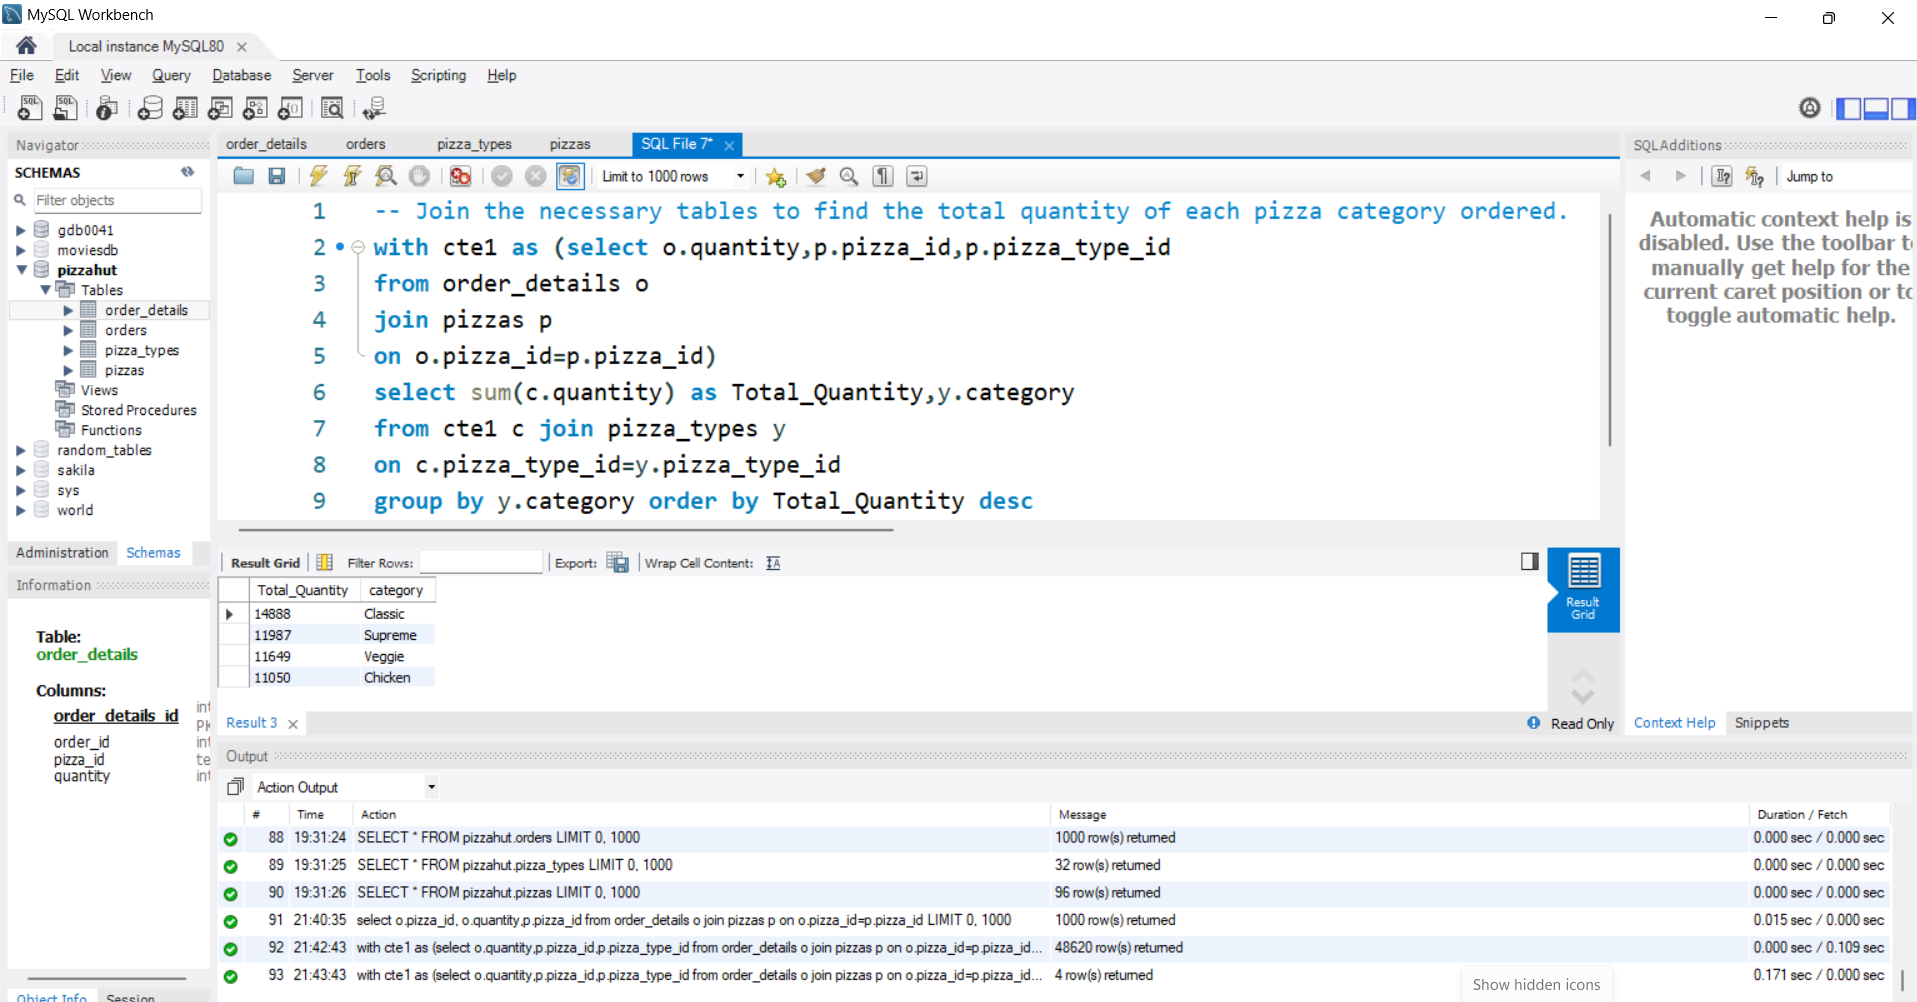 MySQL Workbench
Local instance MySQL80
File Edit View Query Database Server Tools Scripting Help
Navigator
SCHEMAS
Filter objects
gdb0041
moviesdb
pizzahut
Tables
order_details
orders
pizza_types
pizzas
Views
Stored Procedures
Functions
random_tables
sakila
sys
world
Administration Schemas
Information
Table:
order_details
Columns:
order_details_id int
PK
order_id int
pizza_id te
quantity int
Object Info Session
order_details orders pizza_types pizzas SQL File 7*
Limit to 1000 rows
1 -- Join the necessary tables to find the total quantity of each pizza category ordered.
2 with cte1 as (select o.quantity,p.pizza_id,p.pizza_type_id
3 from order_details o
4 join pizzas p
5 on o.pizza_id=p.pizza_id)
6 select sum(c.quantity) as Total_Quantity,y.category
7 from cte1 c join pizza_types y
8 on c.pizza_type_id=y.pizza_type_id
9 group by y.category order by Total_Quantity desc
Result Grid Filter Rows: Export: Wrap Cell Content:
Total_Quantity category
14888 Classic
11987 Supreme
11649 Veggie
11050 Chicken
Result Grid
Result 3
Read Only
SQLAdditions
Jump to
Automatic context help is
disabled. Use the toolbar t
manually get help for the
current caret position or to
toggle automatic help.
Context Help Snippets
Output
Action Output
# Time Action Message Duration / Fetch
88 19:31:24 SELECT * FROM pizzahut.orders LIMIT 0, 1000 1000 row(s) returned 0.000 sec / 0.000 sec
89 19:31:25 SELECT * FROM pizzahut.pizza_types LIMIT 0, 1000 32 row(s) returned 0.000 sec / 0.000 sec
90 19:31:26 SELECT * FROM pizzahut.pizzas LIMIT 0, 1000 96 row(s) returned 0.000 sec / 0.000 sec
91 21:40:35 select o.pizza_id, o.quantity,p.pizza_id from order_details o join pizzas p on o.pizza_id=p.pizza_id LIMIT 0, 1000 1000 row(s) returned 0.015 sec / 0.000 sec
92 21:42:43 with cte1 as (select o.quantity,p.pizza_id,p.pizza_type_id from order_details o join pizzas p on o.pizza_id=p.pizza_id... 48620 row(s) returned 0.000 sec / 0.109 sec
93 21:43:43 with cte1 as (select o.quantity,p.pizza_id,p.pizza_type_id from order_details o join pizzas p on o.pizza_id=p.pizza_id... 4 row(s) returned 0.171 sec / 0.000 sec
Show hidden icons